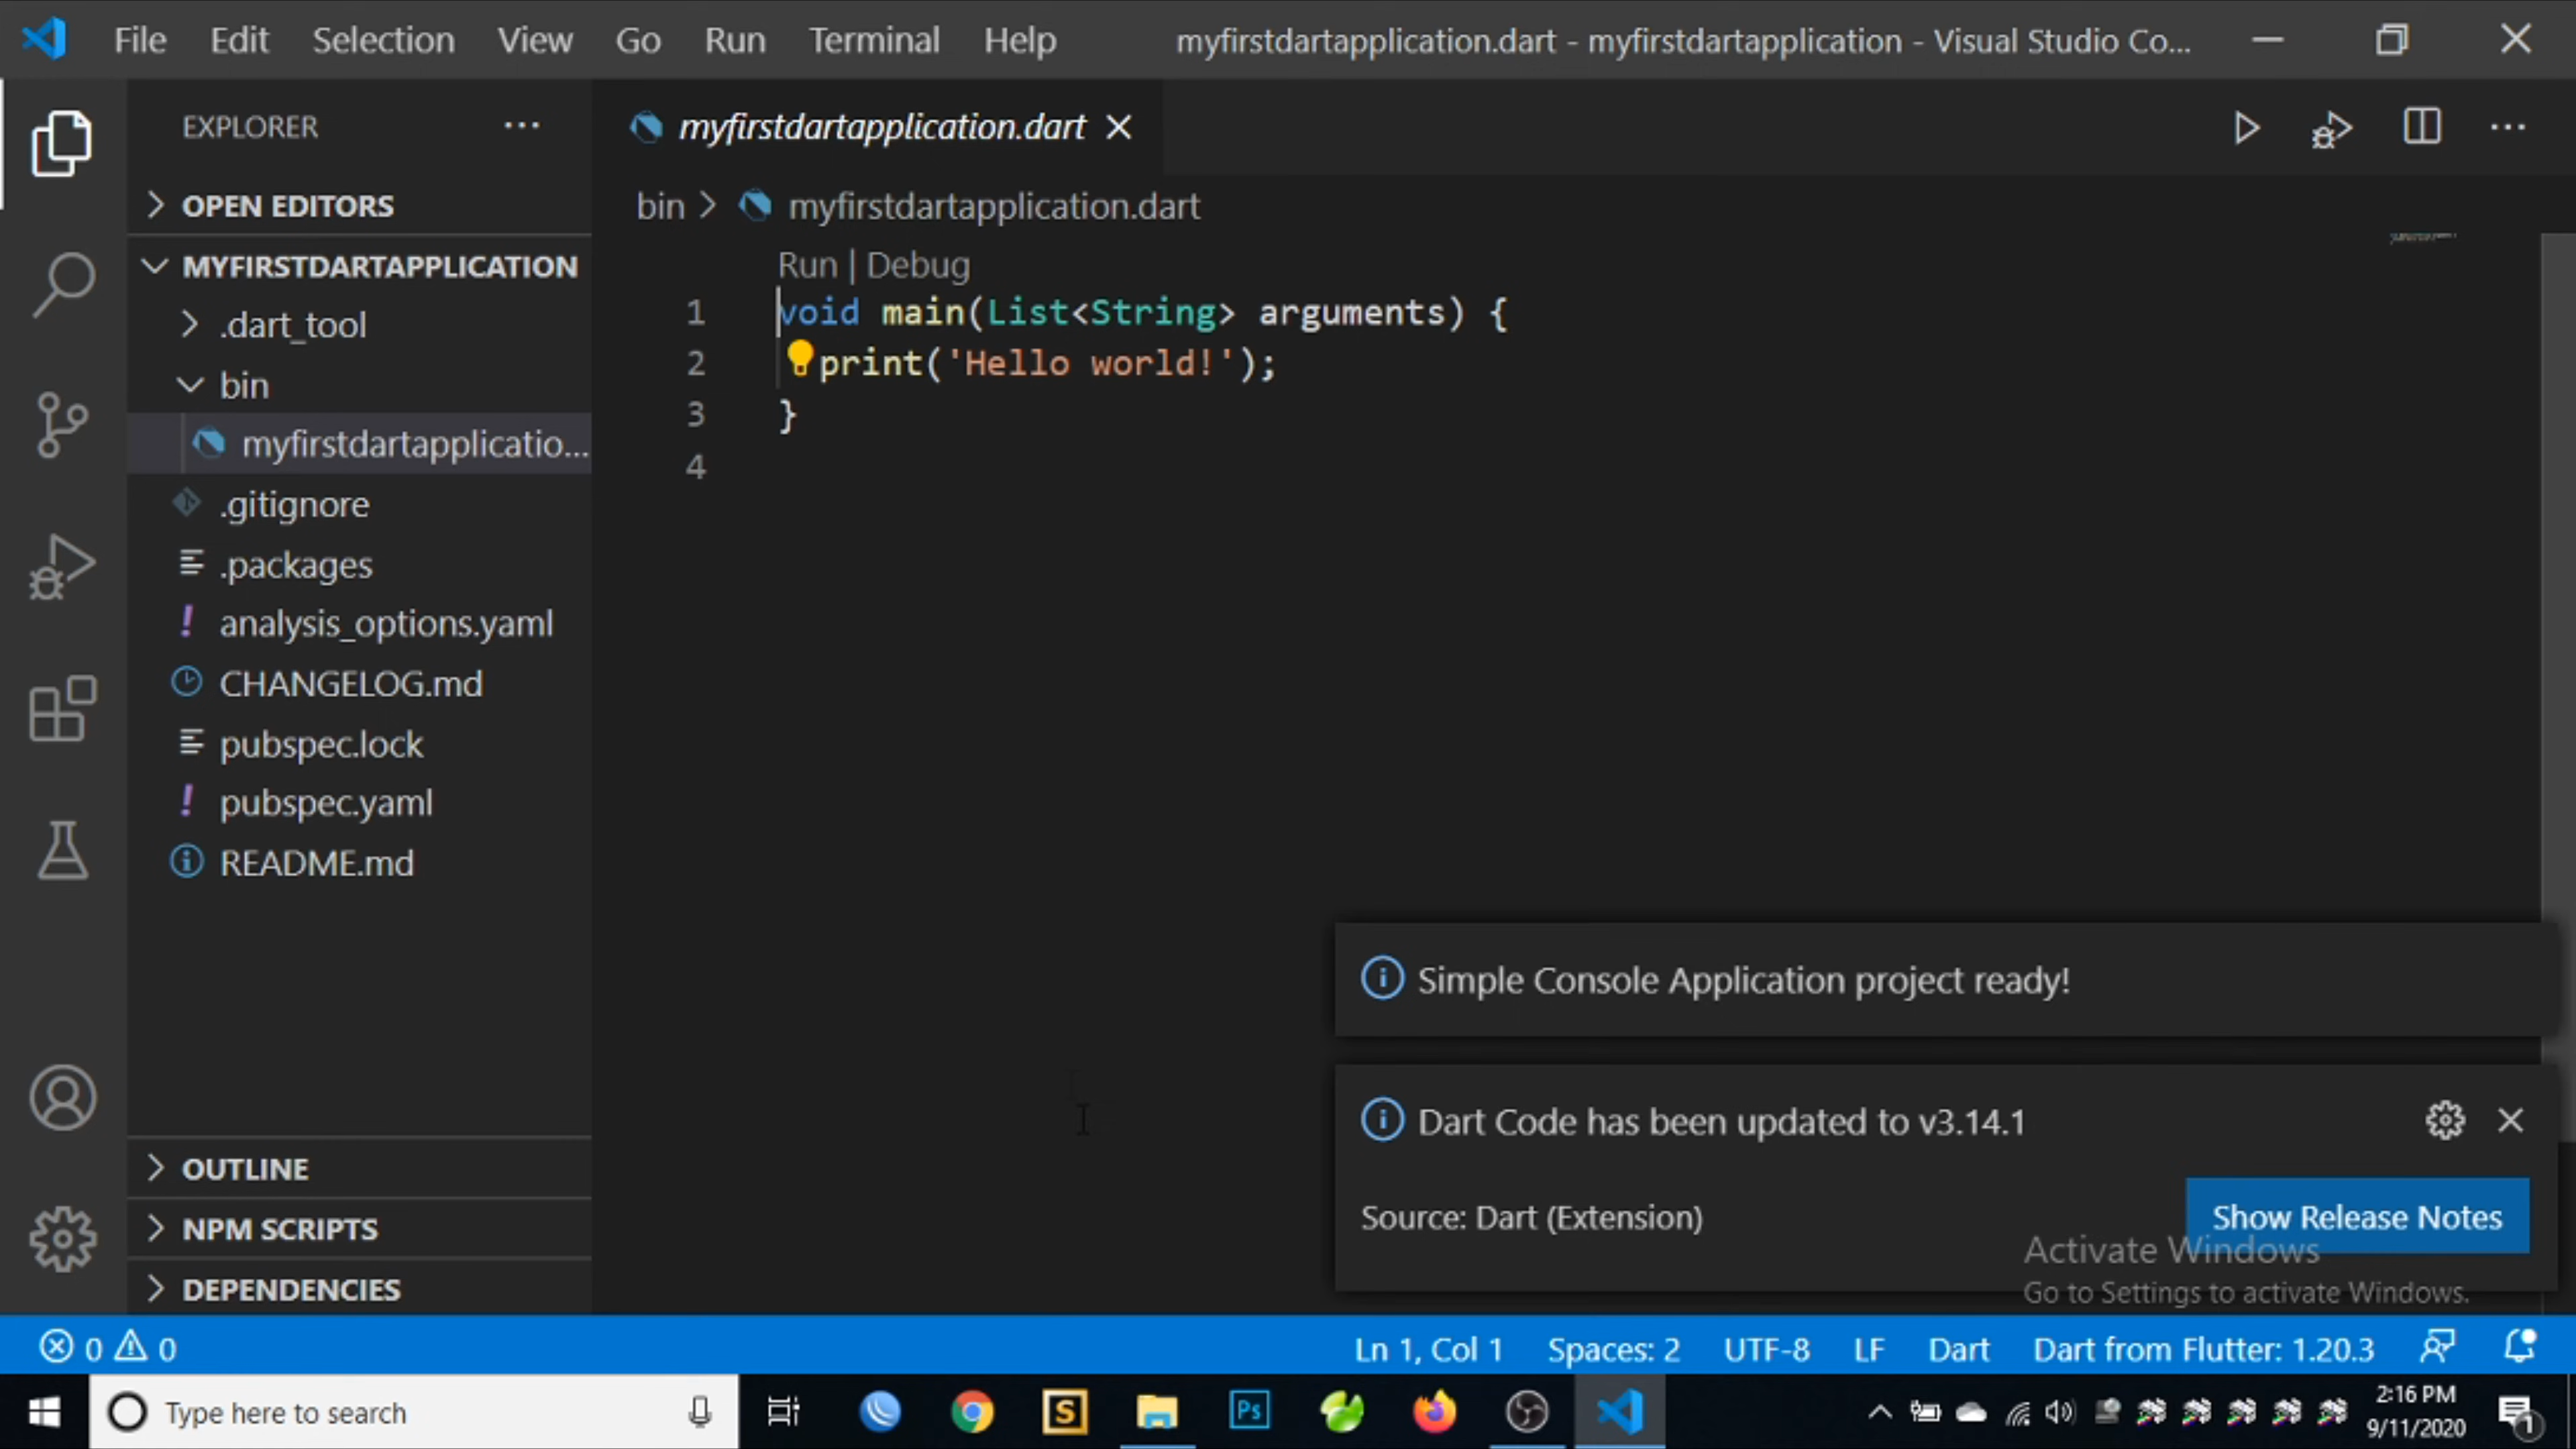 File Edit Selection View Go Run Terminal Help myfirstdartapplication.dart - myfirstdartapplication - Visual Studio Co...
EXPLORER
OPEN EDITORS
MYFIRSTDARTAPPLICATION
.dart_tool
bin
myfirstdartapplicatio...
.gitignore
.packages
analysis_options.yaml
CHANGELOG.md
pubspec.lock
pubspec.yaml
README.md
OUTLINE
NPM SCRIPTS
DEPENDENCIES
myfirstdartapplication.dart
bin > myfirstdartapplication.dart
Run | Debug
1 void main(List<String> arguments) {
2 print('Hello world!');
3 }
4
Simple Console Application project ready!
Dart Code has been updated to v3.14.1
Source: Dart (Extension)
Show Release Notes
Activate Windows
Go to Settings to activate Windows.
0 0 Ln 1, Col 1 Spaces: 2 UTF-8 LF Dart Dart from Flutter: 1.20.3
Type here to search
S
Ps
2:16 PM
9/11/2020
1